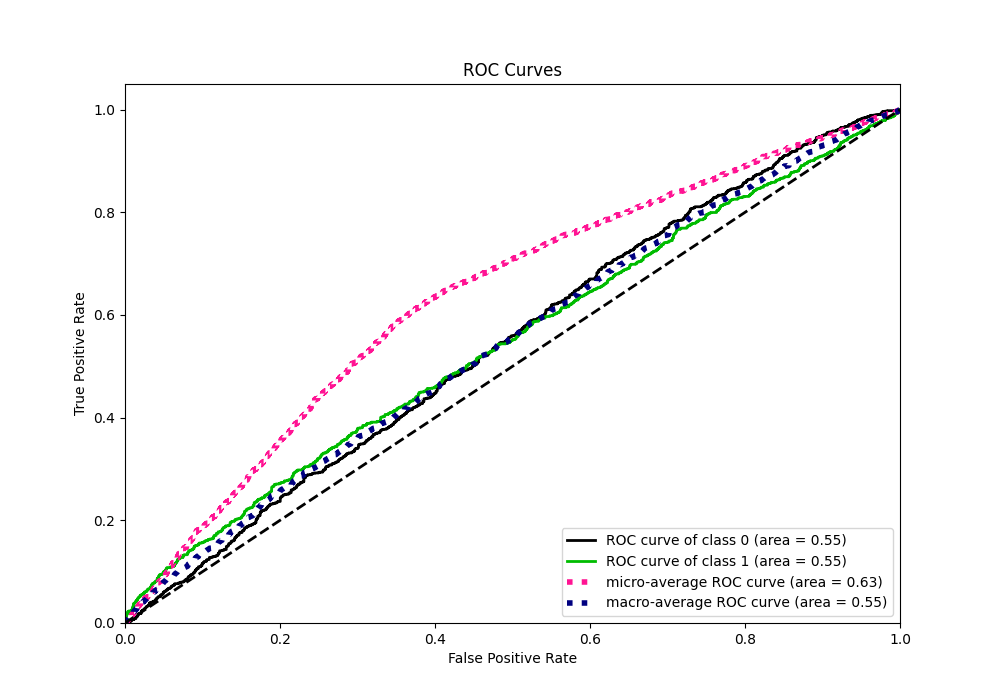 ROC Curves
True Positive Rate
1.0
0.8
0.6
0.4
0.2
0.0
0.0 0.2 0.4 0.6 0.8 1.0
False Positive Rate
ROC curve of class 0 (area = 0.55)
ROC curve of class 1 (area = 0.55)
micro-average ROC curve (area = 0.63)
macro-average ROC curve (area = 0.55)